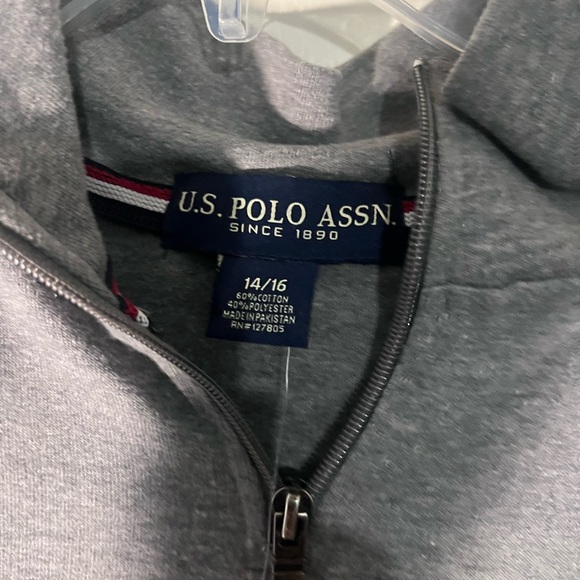 U.S. POLO ASSN.
SINCE 1890
14/16
60% COTTON
40% POLYESTER
MADE IN PAKISTAN
RN# 127805